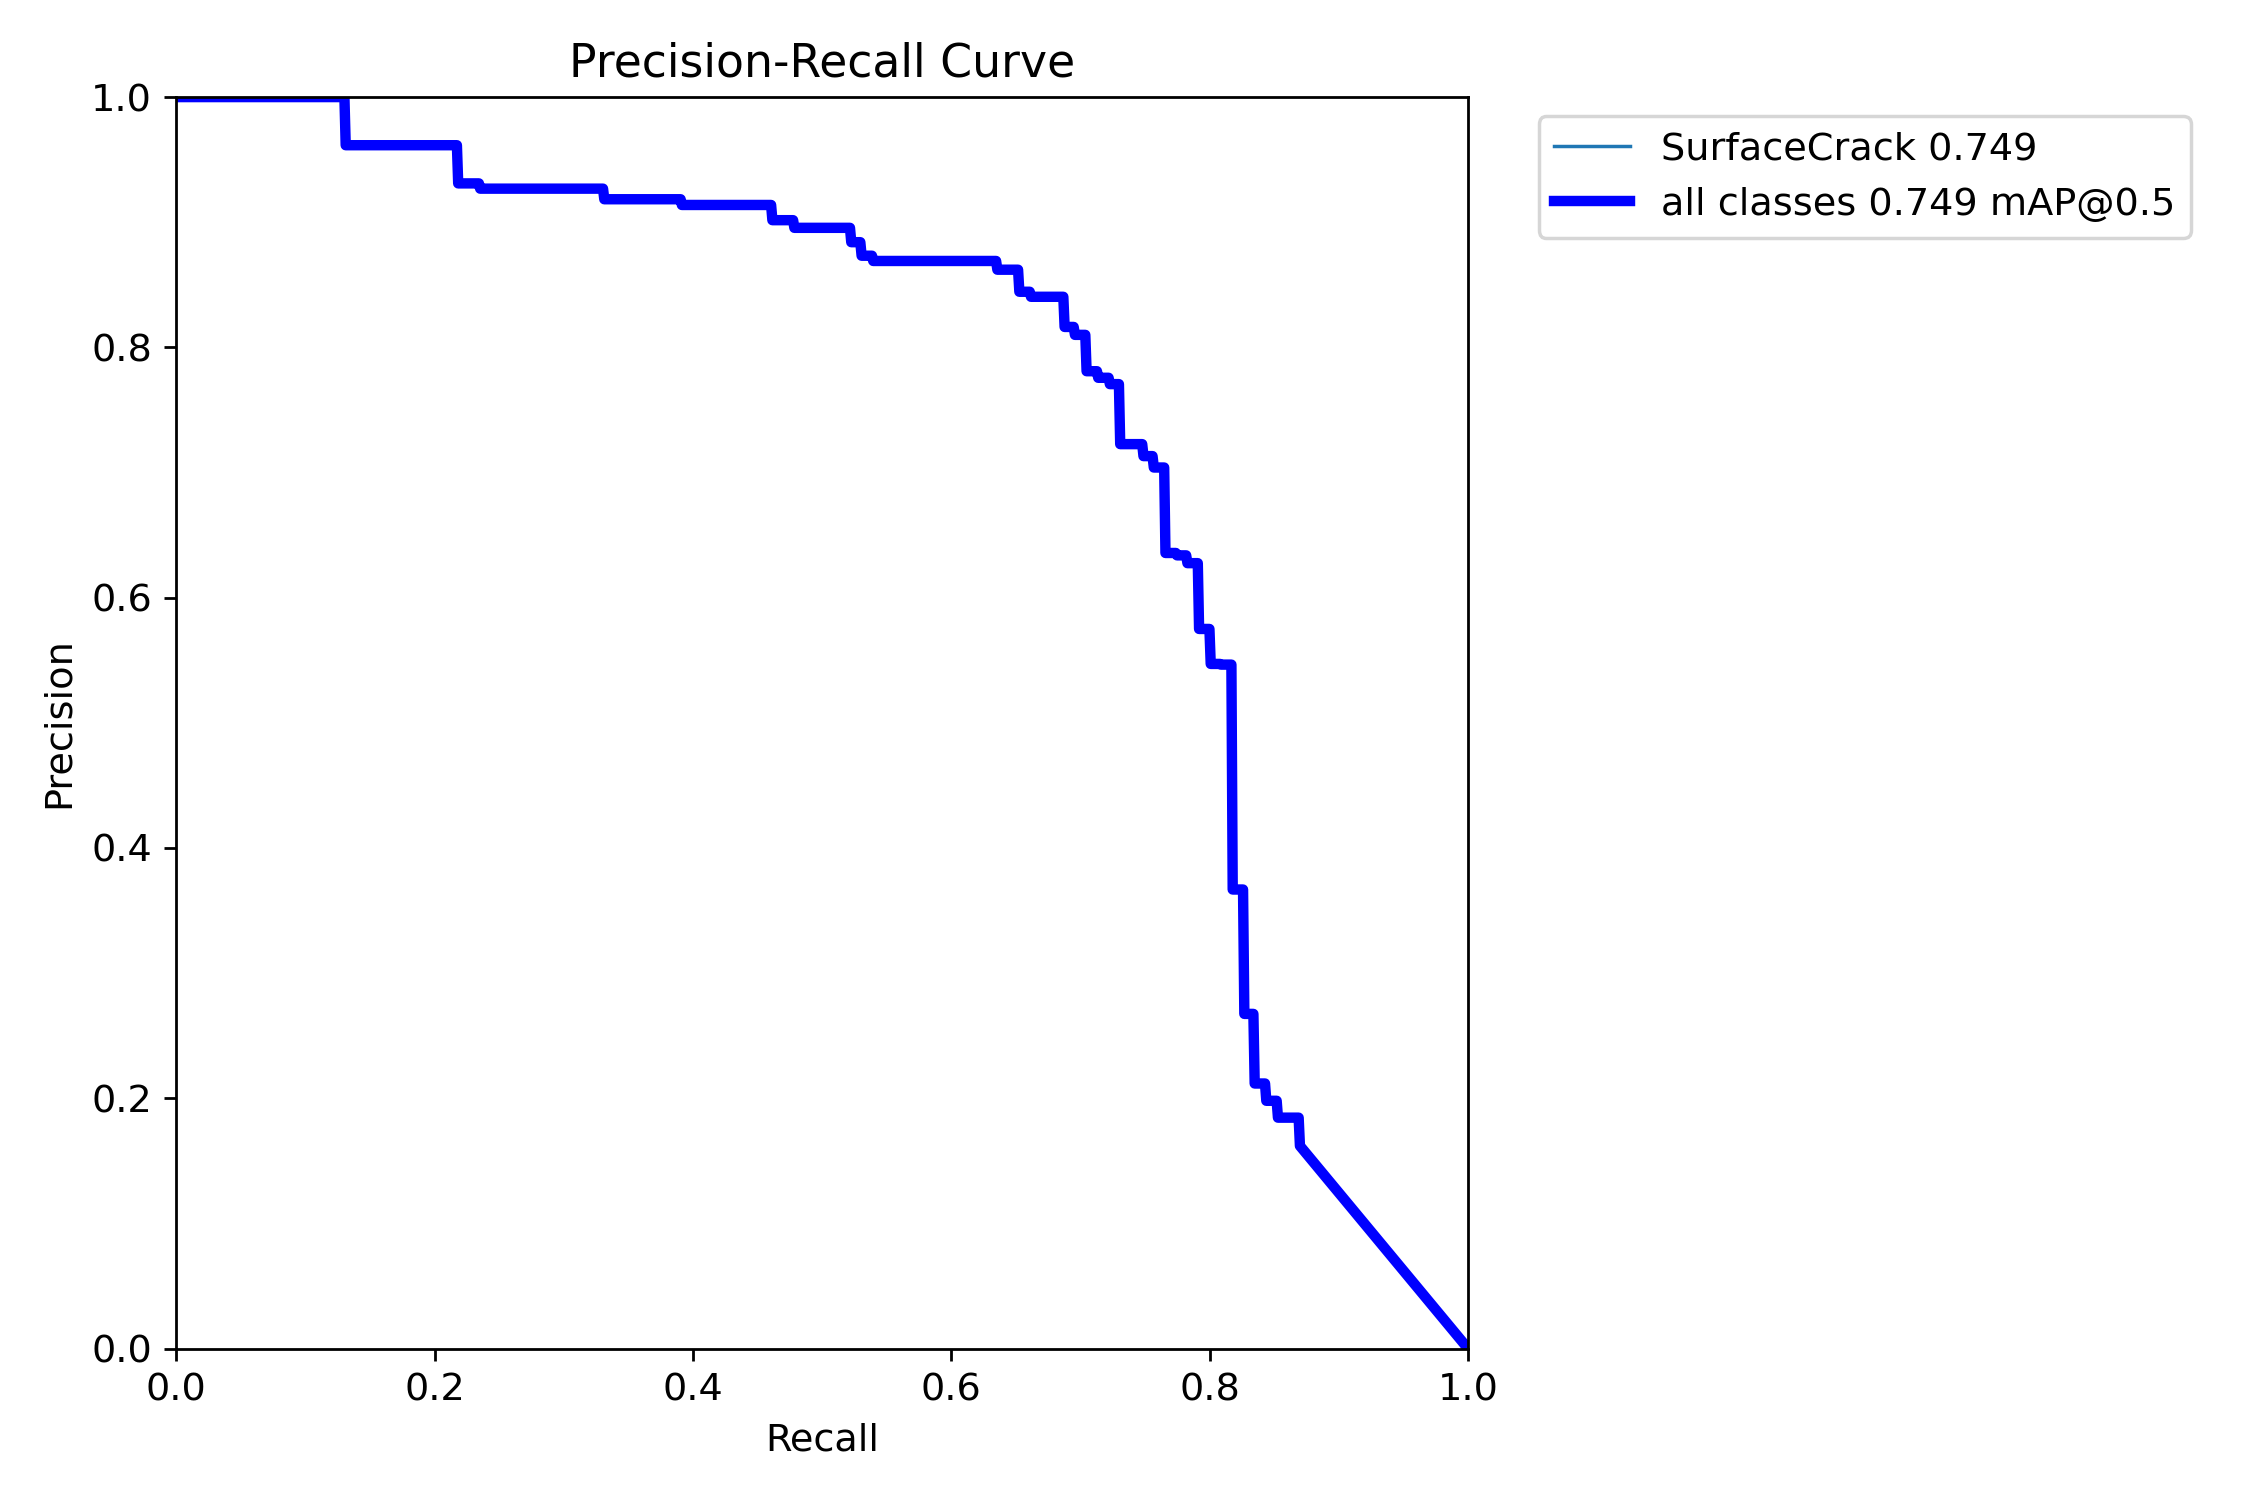 Precision-Recall Curve
SurfaceCrack 0.749
all classes 0.749 mAP@0.5
1.0
0.8
0.6
0.4
0.2
0.0
Precision
0.0 0.2 0.4 0.6 0.8 1.0
Recall